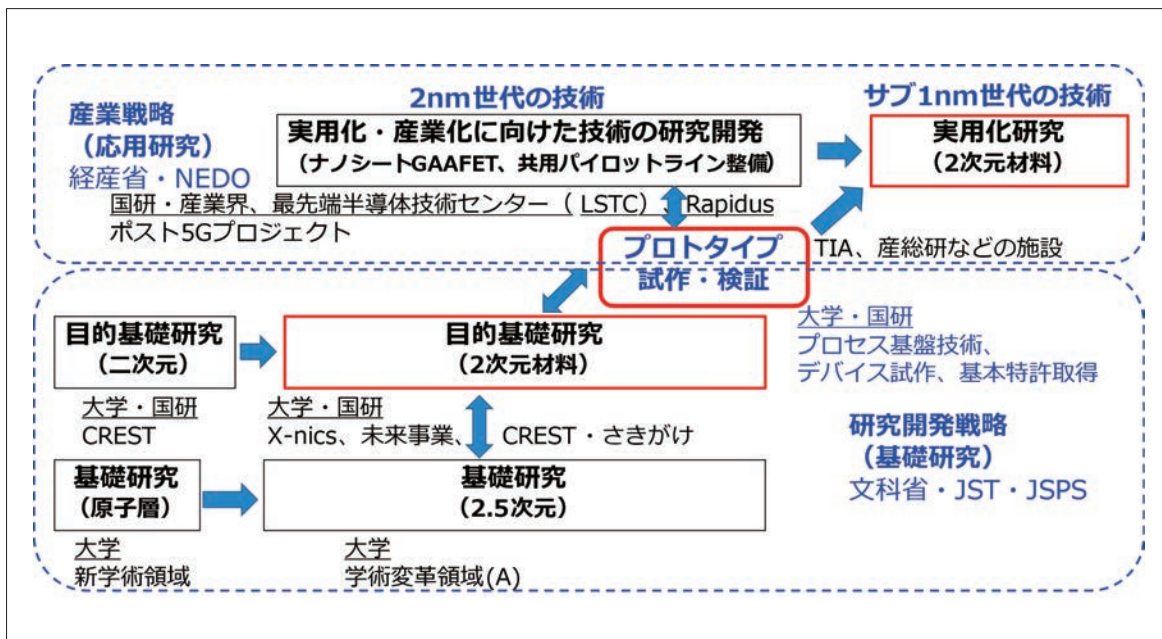 2nm世代の技術
サブ1nm世代の技術
産業戦略
(応用研究)
経産省・NEDO
実用化・産業化に向けた技術の研究開発
(ナノシートGAAFET、共用パイロットライン整備)
実用化研究
(2次元材料)
国研・産業界、最先端半導体技術センター( LSTC)、Rapidus
ポスト5Gプロジェクト
プロトタイプ
試作・検証
TIA、産総研などの施設
目的基礎研究
(二次元)
目的基礎研究
(2次元材料)
大学・国研
プロセス基盤技術、
デバイス試作、基本特許取得
大学・国研
CREST
大学・国研
X-nics、未来事業、 CREST・さきがけ
研究開発戦略
(基礎研究)
文科省・JST・JSPS
基礎研究
(原子層)
基礎研究
(2.5次元)
大学
新学術領域
大学
学術変革領域(A)